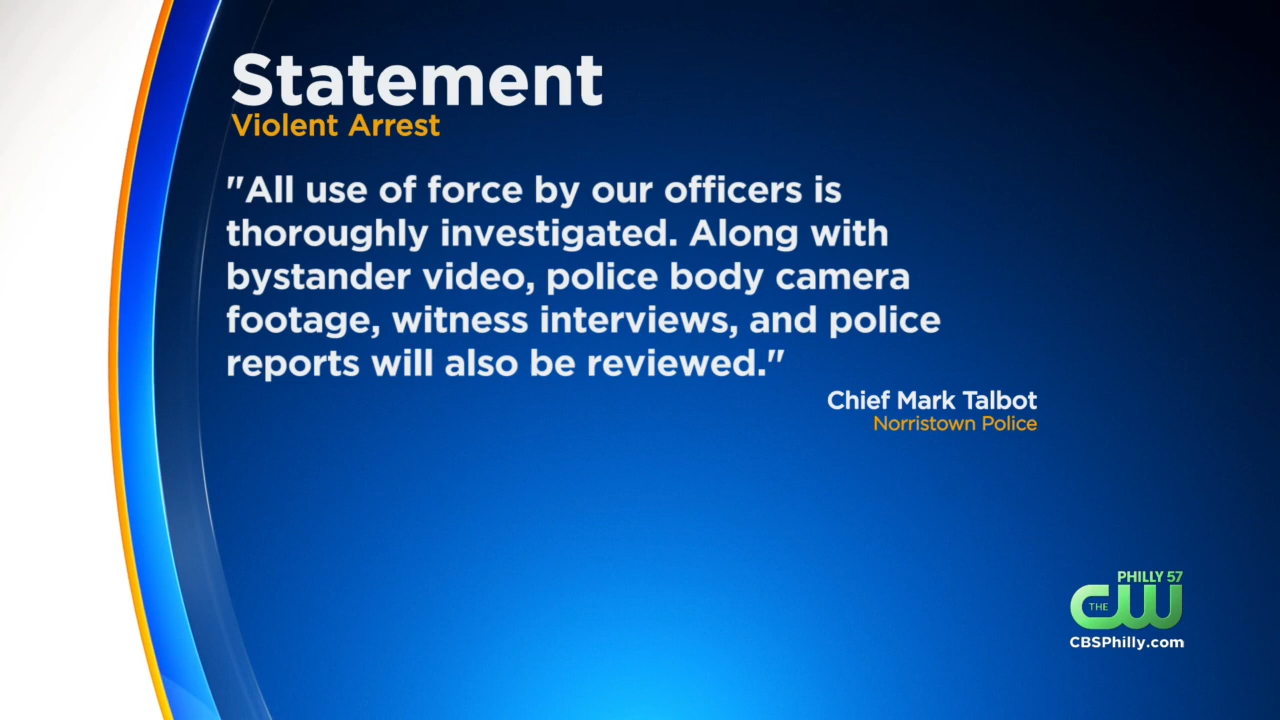 Statement
Violent Arrest
"All use of force by our officers is
thoroughly investigated. Along with
bystander video, police body camera
footage, witness interviews, and police
reports will also be reviewed."
Chief Mark Talbot
Norristown Police
PHILLY 57
THE CW
CBSPhilly.com